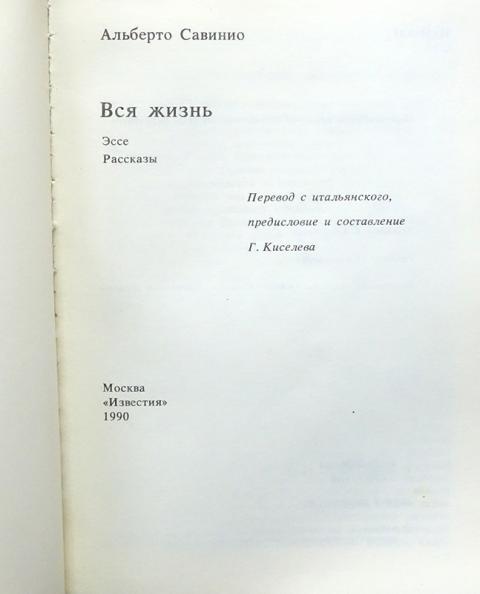 Альберто Савинио
Вся жизнь
Эссе
Рассказы
Перевод с итальянского,
предисловие и составление
Г. Киселева
Москва
«Известия»
1990